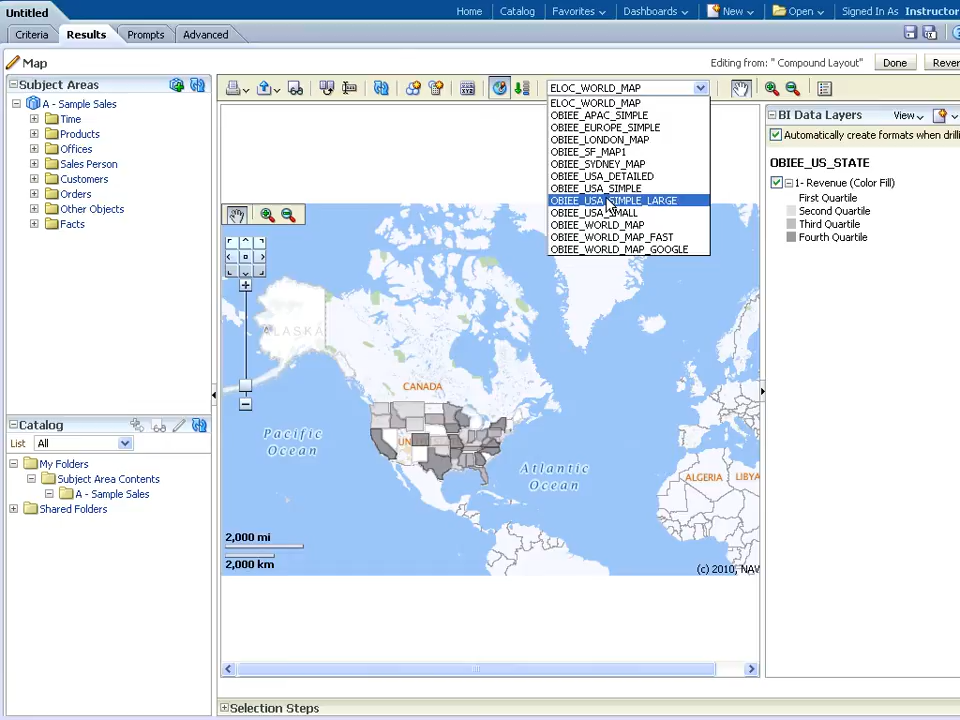 Untitled
Home Catalog Favorites Dashboards New Open Signed In As Instructor
Criteria Results Prompts Advanced
Map
Editing from: " Compound Layout"
Done
Rever
Subject Areas
A - Sample Sales
Time
Products
Offices
Sales Person
Customers
Orders
Other Objects
Facts
Catalog
List All
My Folders
Subject Area Contents
A - Sample Sales
Shared Folders
ELOC_WORLD_MAP
ELOC_WORLD_MAP
OBIEE_APAC_SIMPLE
OBIEE_EUROPE_SIMPLE
OBIEE_LONDON_MAP
OBIEE_SF_MAP1
OBIEE_SYDNEY_MAP
OBIEE_USA_DETAILED
OBIEE_USA_SIMPLE
OBIEE_USA_SIMPLE_LARGE
OBIEE_USA_SMALL
OBIEE_WORLD_MAP
OBIEE_WORLD_MAP_FAST
OBIEE_WORLD_MAP_GOOGLE
ALASKA
CANADA
Pacific
Ocean
Atlantic
Ocean
ALGERIA LIBYA
2,000 mi
2,000 km
(c) 2010, NAV
BI Data Layers View
Automatically create formats when drilli
OBIEE_US_STATE
1- Revenue (Color Fill)
First Quartile
Second Quartile
Third Quartile
Fourth Quartile
Selection Steps